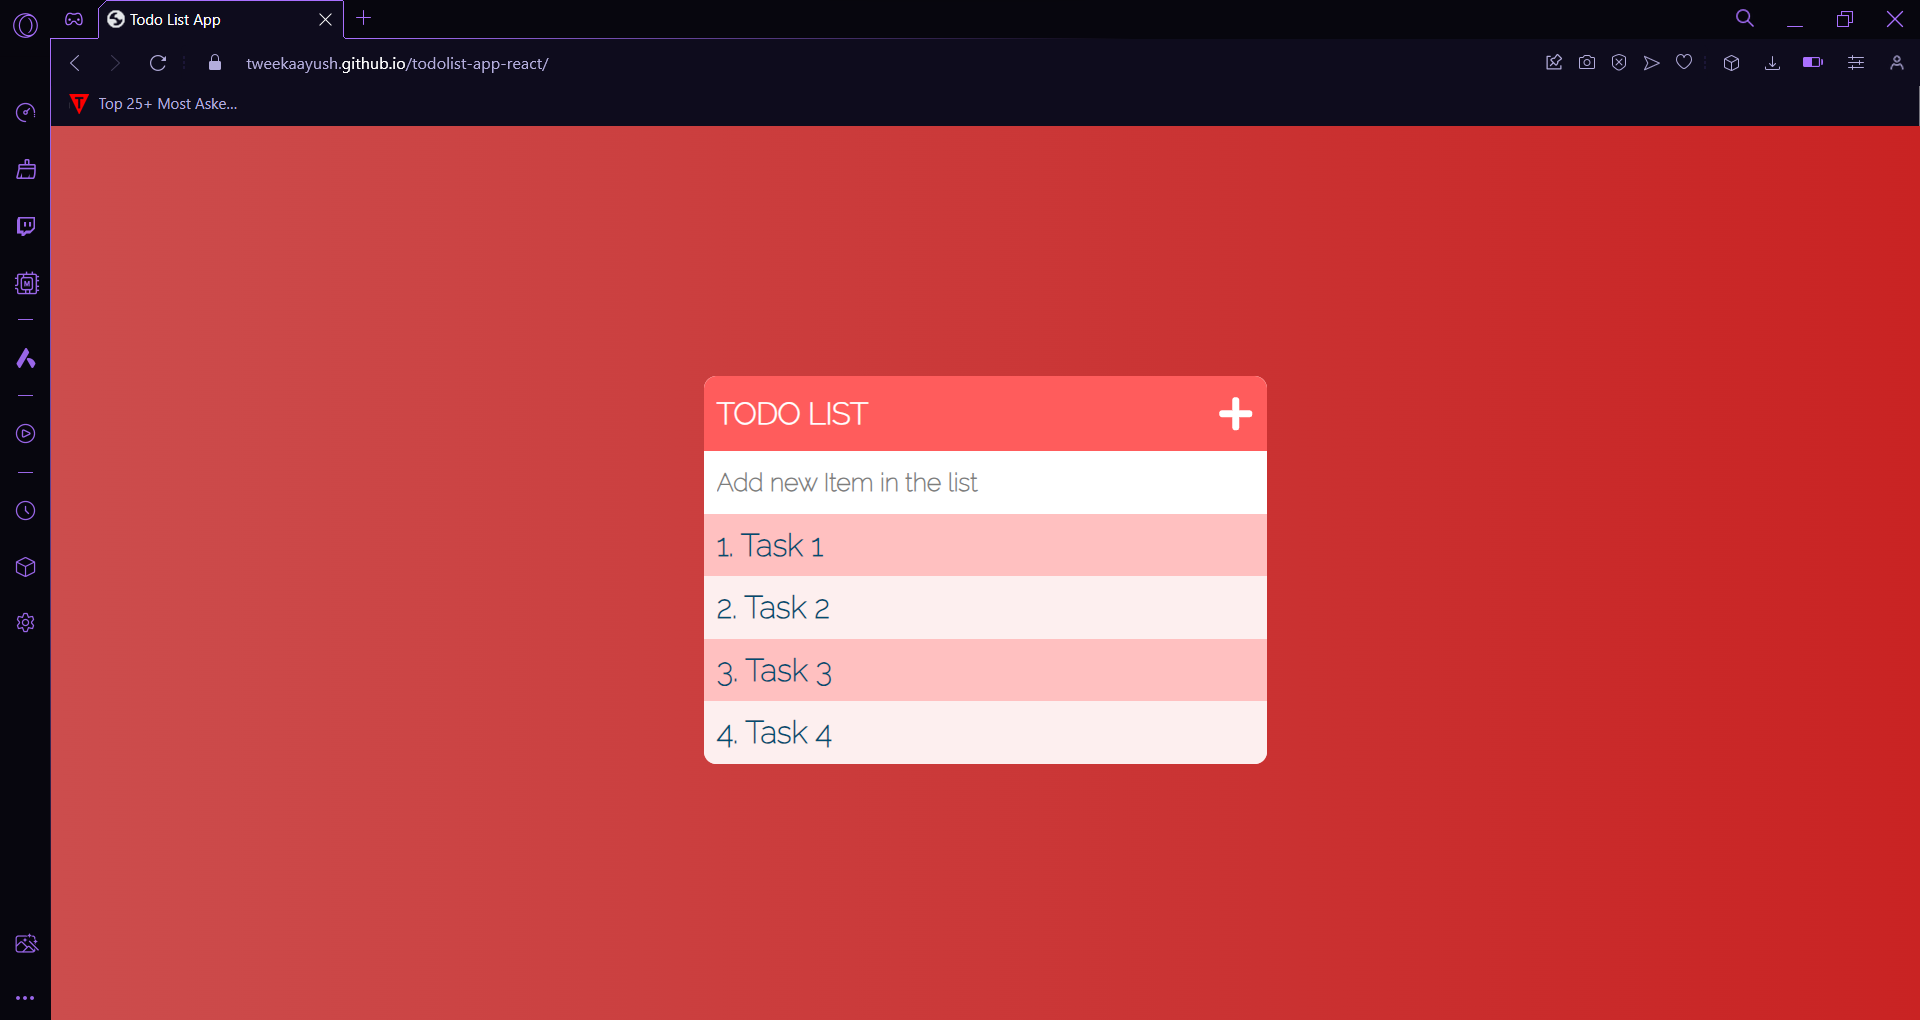 Todo List App
tweekaayush.github.io/todolist-app-react/
Top 25+ Most Aske...
TODO LIST
Add new Item in the list
1. Task 1
2. Task 2
3. Task 3
4. Task 4